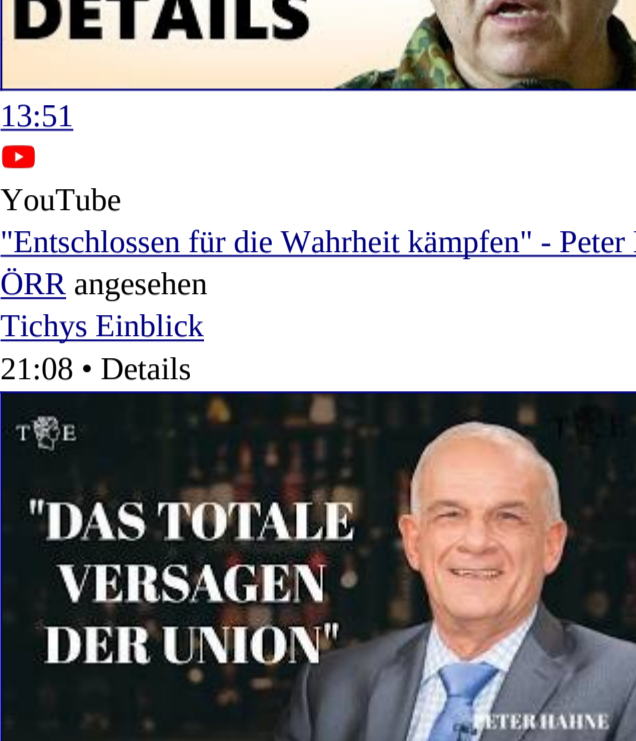 DETAILS
13:51
YouTube
"Entschlossen für die Wahrheit kämpfen" - Peter
ÖRR angesehen
Tichys Einblick
21:08 • Details
T E
"DAS TOTALE
VERSAGEN
DER UNION"
PETER HAHNE